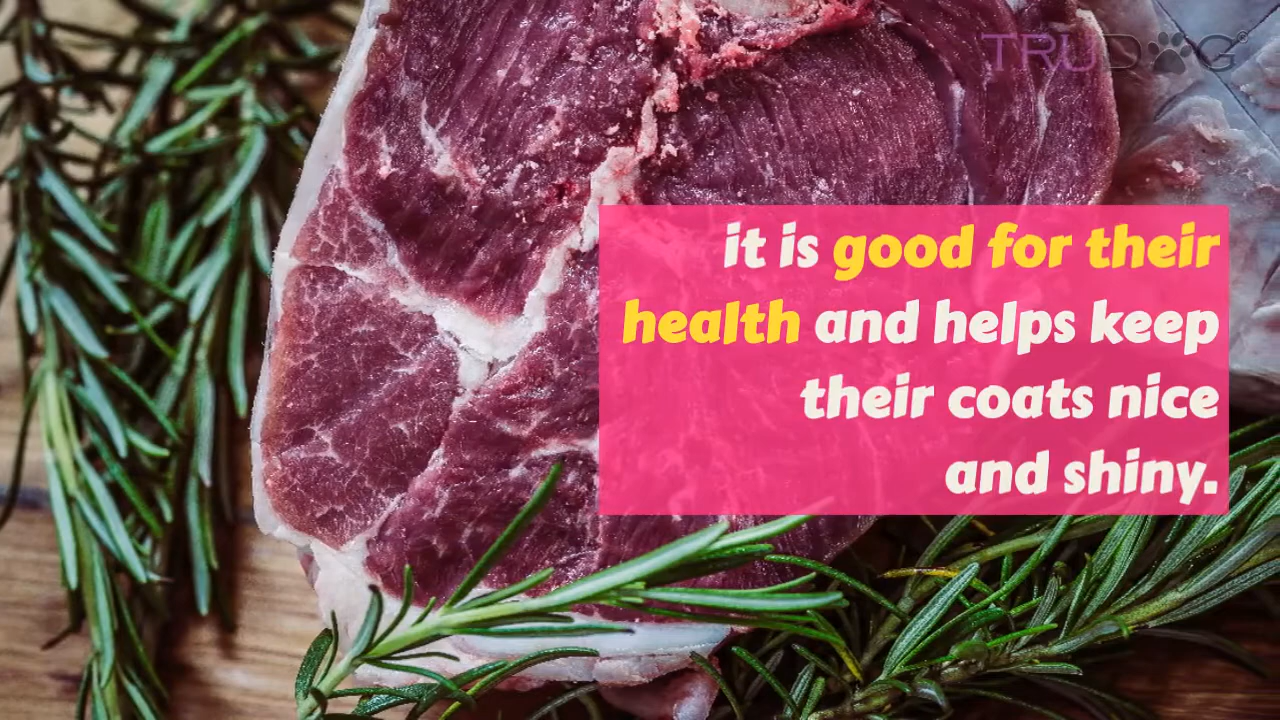 TRUDOG®
it is good for their
health and helps keep
their coats nice
and shiny.